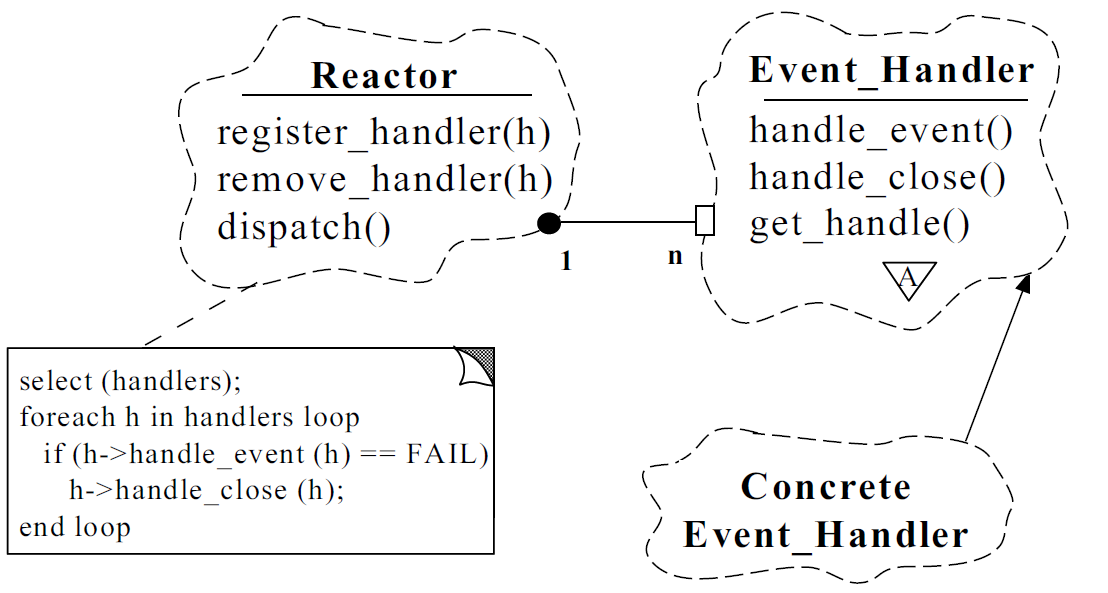 Reactor
register_handler(h)
remove_handler(h)
dispatch()
1
n
Event_Handler
handle_event()
handle_close()
get_handle()
A
select (handlers);
foreach h in handlers loop
if (h->handle_event (h) == FAIL)
h->handle_close (h);
end loop
Concrete
Event_Handler